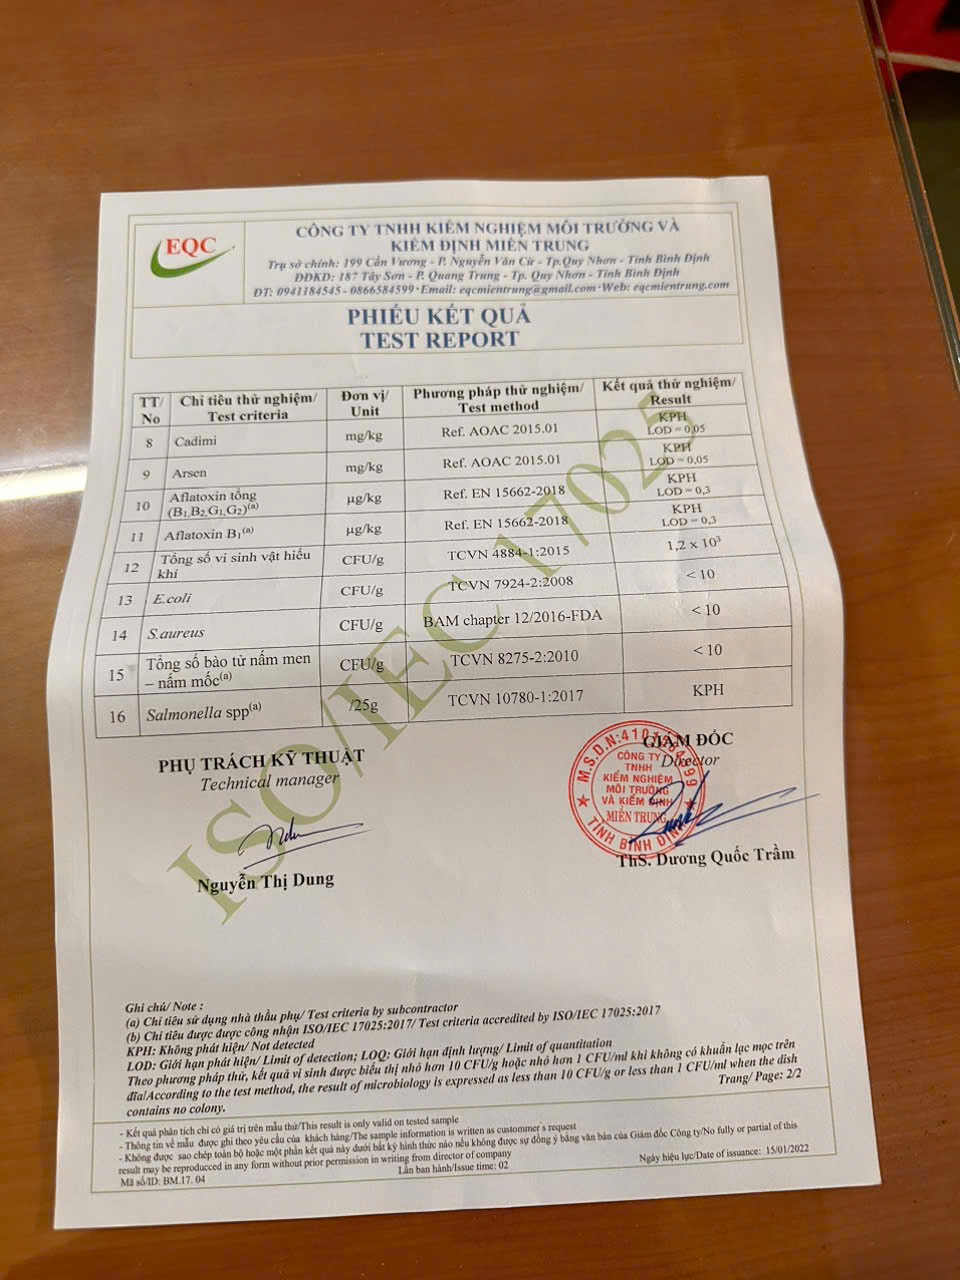 EQC
CÔNG TY TNHH KIỂM NGHIỆM MÔI TRƯỜNG VÀ
KIỂM ĐỊNH MIỀN TRUNG
Trụ sở chính: 199 Cần Vương - P. Nguyễn Văn Cừ - Tp.Quy Nhơn - Tỉnh Bình Định
ĐĐKD: 187 Tây Sơn - P. Quang Trung - Tp. Quy Nhơn - Tỉnh Bình Định
ĐT: 0941184545 - 0866584599 · Email: eqcmientrung@gmail.com · Web: eqcmientrung.com
PHIẾU KẾT QUẢ
TEST REPORT
TT/ No Chỉ tiêu thử nghiệm/ Test criteria Đơn vị/ Unit Phương pháp thử nghiệm/ Test method Kết quả thử nghiệm/ Result
8 Cadimi mg/kg Ref. AOAC 2015.01 KPH LOD = 0,05
9 Arsen mg/kg Ref. AOAC 2015.01 KPH LOD = 0,05
10 Aflatoxin tổng (B₁,B₂,G₁,G₂)⁽ᵃ⁾ µg/kg Ref. EN 15662-2018 KPH LOD = 0,3
11 Aflatoxin B₁⁽ᵃ⁾ µg/kg Ref. EN 15662-2018 KPH LOD = 0,3
12 Tổng số vi sinh vật hiếu khí CFU/g TCVN 4884-1:2015 1,2 x 10³
13 E.coli CFU/g TCVN 7924-2:2008 < 10
14 S.aureus CFU/g BAM chapter 12/2016-FDA < 10
15 Tổng số bào tử nấm men – nấm mốc⁽ᵃ⁾ CFU/g TCVN 8275-2:2010 < 10
16 Salmonella spp⁽ᵃ⁾ /25g TCVN 10780-1:2017 KPH
ISO/IEC 17025
PHỤ TRÁCH KỸ THUẬT
Technical manager
Nguyễn Thị Dung
GIÁM ĐỐC
Director
M.S.D.N:4101
CÔNG TY
TNHH
KIỂM NGHIỆM
MÔI TRƯỜNG
VÀ KIỂM ĐỊNH
MIỀN TRUNG
TỈNH BÌNH ĐỊNH
ThS. Dương Quốc Trầm
Ghi chú/ Note :
(a) Chỉ tiêu sử dụng nhà thầu phụ/ Test criteria by subcontractor
(b) Chỉ tiêu được công nhận ISO/IEC 17025:2017/ Test criteria accredited by ISO/IEC 17025:2017
KPH: Không phát hiện/ Not detected
LOD: Giới hạn phát hiện/ Limit of detection; LOQ: Giới hạn định lượng/ Limit of quantitation
Theo phương pháp thử, kết quả vi sinh được biểu thị nhỏ hơn 10 CFU/g hoặc nhỏ hơn 1 CFU/ml khi không có khuẩn lạc mọc trên
đĩa/According to the test method, the result of microbiology is expressed as less than 10 CFU/g or less than 1 CFU/ml when the dish
contains no colony.
Trang/ Page: 2/2
- Kết quả phân tích chỉ có giá trị trên mẫu thử/This result is only valid on tested sample
- Thông tin về mẫu được ghi theo yêu cầu của khách hàng/The sample information is written as custommer's request
- Không được sao chép toàn bộ hoặc một phần kết quả này dưới bất kỳ hình thức nào nếu không được sự đồng ý bằng văn bản của Giám đốc Công ty/No fully or partial of this
result may be reproduced in any form without prior permission in writing from director of company
Mã số/ID: BM.17. 04 Lần ban hành/Issue time: 02 Ngày hiệu lực/Date of issuance: 15/01/2022